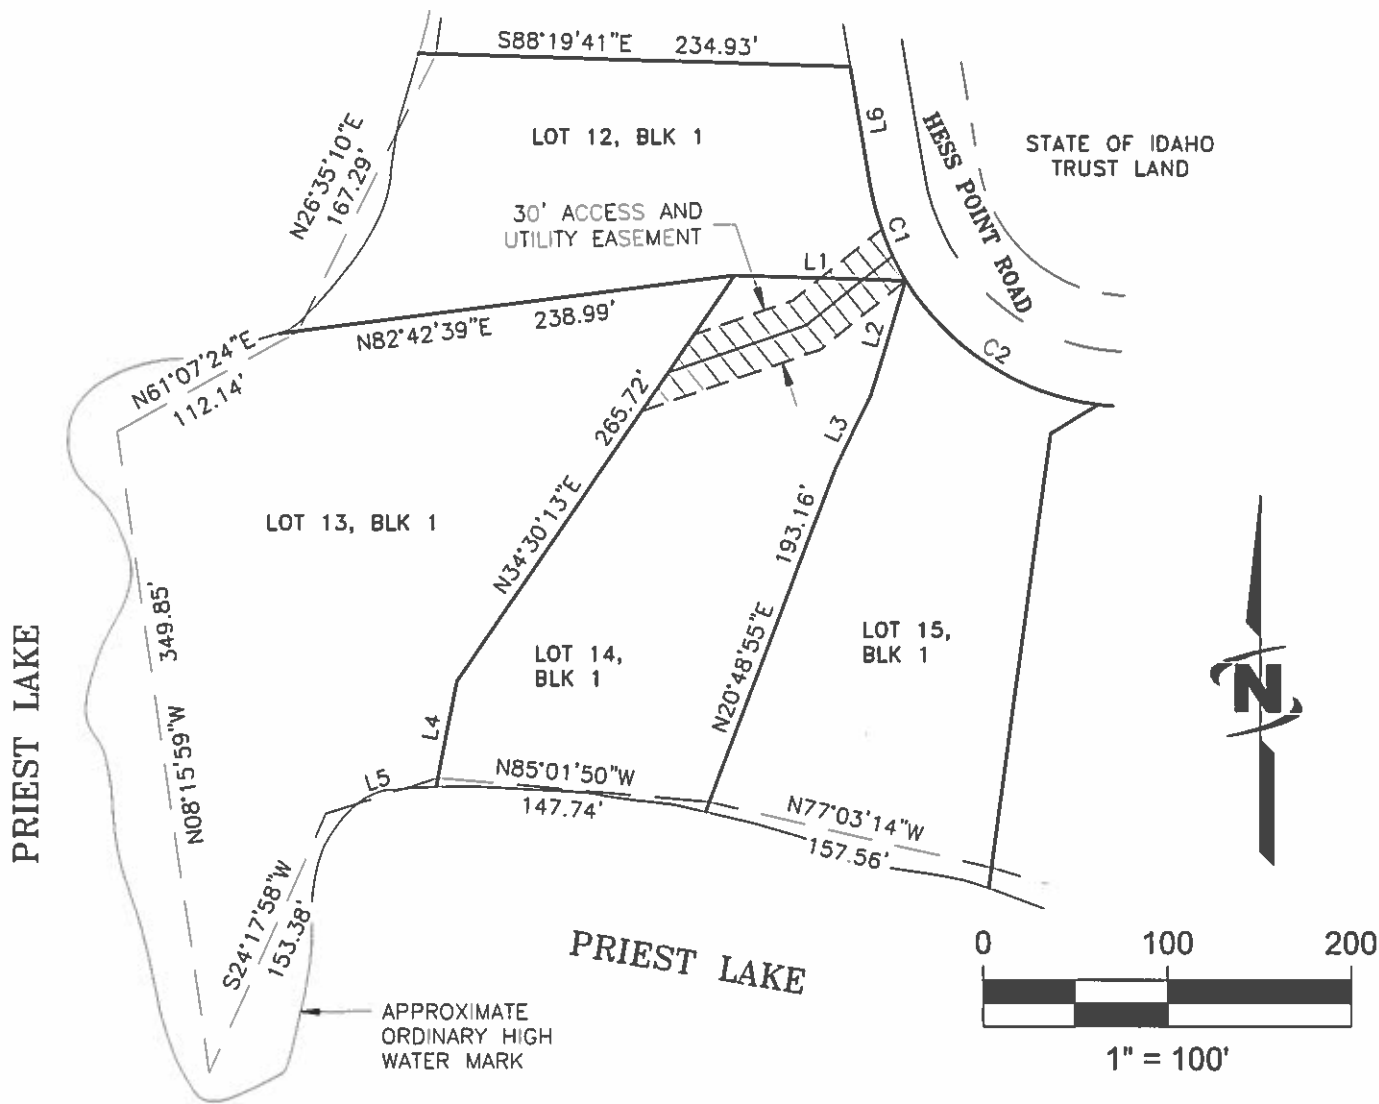 S88°19'41"E 234.93'
LOT 12, BLK 1
L6
HESS POINT ROAD
STATE OF IDAHO
TRUST LAND
N26°35'10"E
167.29'
30' ACCESS AND
UTILITY EASEMENT
C1
L1
N82°42'39"E 238.99'
L2
C2
N61°07'24"E
112.14'
265.72'
N34°30'13"E
L3
LOT 13, BLK 1
193.16'
N20°48'55"E
349.85'
N08°15'59"W
LOT 14,
BLK 1
LOT 15,
BLK 1
PRIEST LAKE
N
L4
L5
N85°01'50"W
147.74'
N77°03'14"W
157.56'
S24°17'58"W
153.38'
PRIEST LAKE
APPROXIMATE
ORDINARY HIGH
WATER MARK
0 100 200
1" = 100'